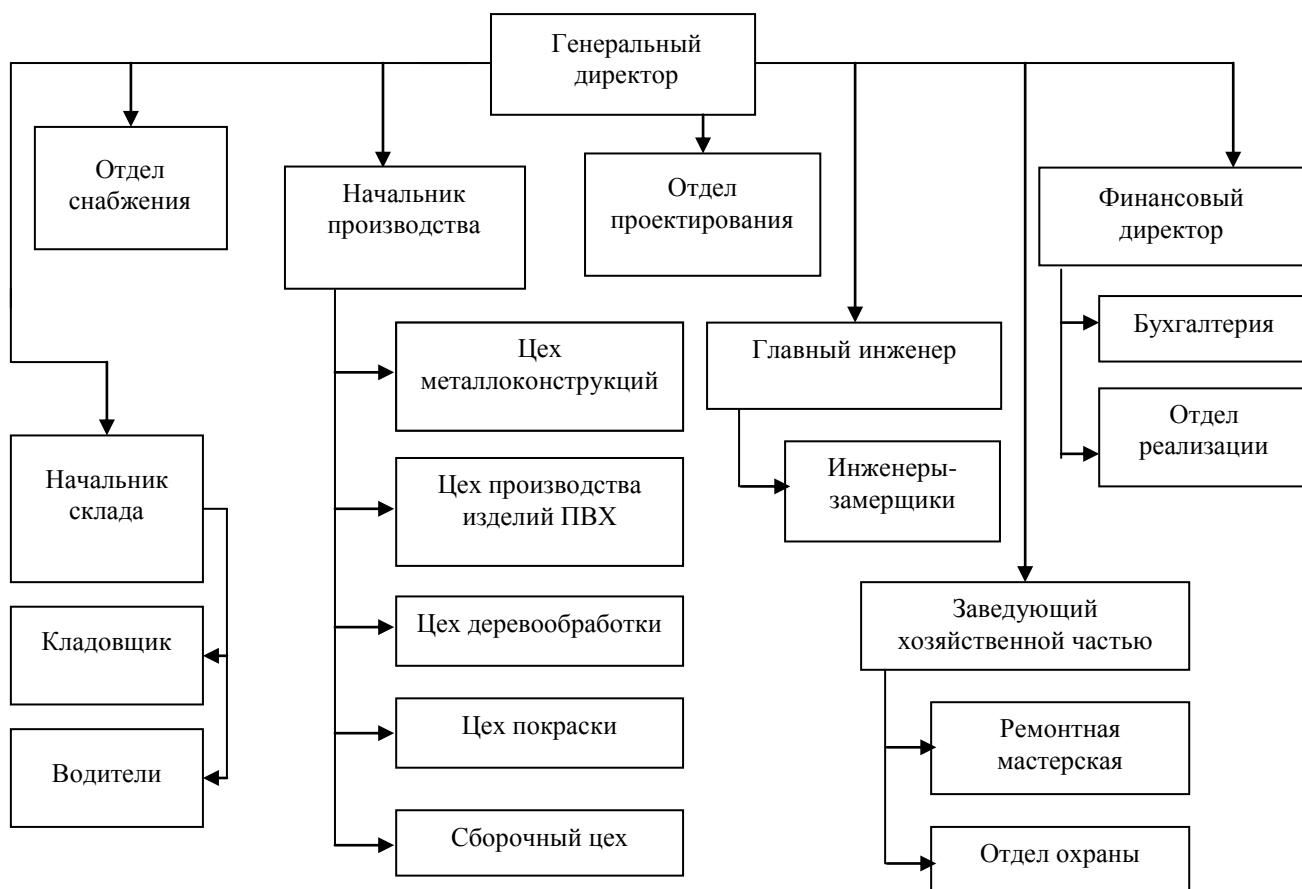 Генеральный
директор
Отдел
снабжения
Начальник
производства
Отдел
проектирования
Финансовый
директор
Бухгалтерия
Отдел
реализации
Цех
металлоконструкций
Главный инженер
Инженеры-
замерщики
Начальник
склада
Цех производства
изделий ПВХ
Кладовщик
Цех деревообработки
Заведующий
хозяйственной частью
Водители
Цех покраски
Ремонтная
мастерская
Сборочный цех
Отдел охраны